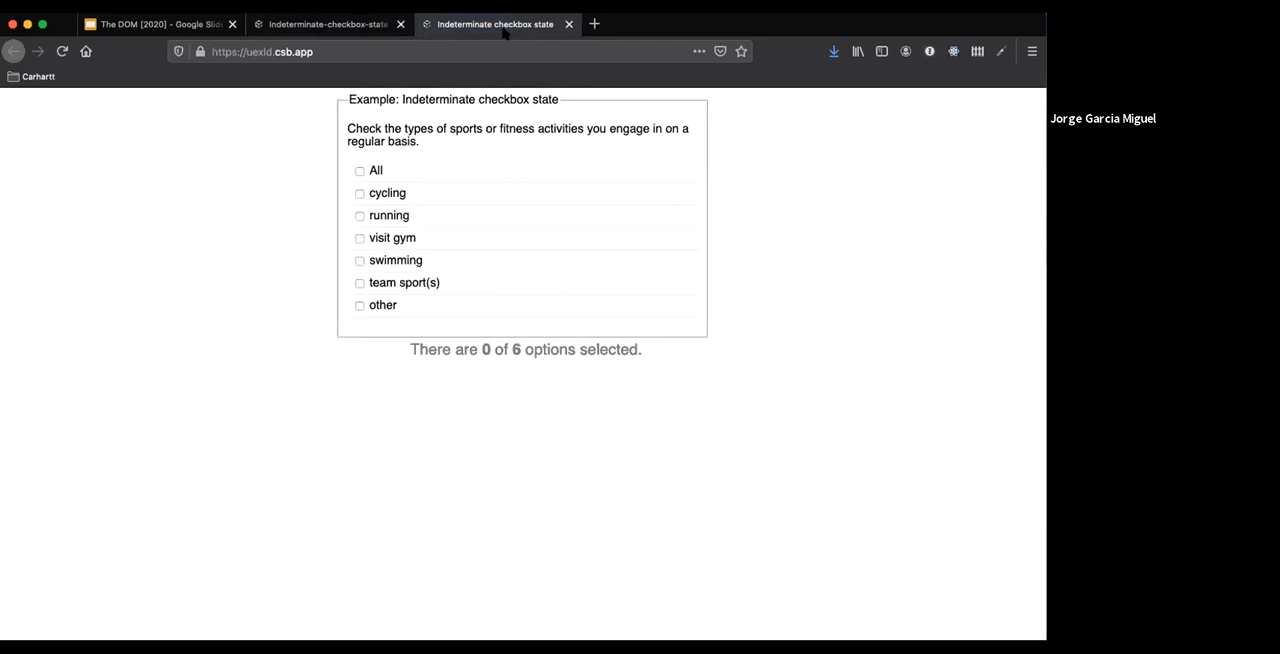 The DOM [2020] - Google Slide
Indeterminate-checkbox-state
Indeterminate checkbox state
https://uexld.csb.app
Carhartt
Jorge Garcia Miguel
Example: Indeterminate checkbox state
Check the types of sports or fitness activities you engage in on a
regular basis.
All
cycling
running
visit gym
swimming
team sport(s)
other
There are 0 of 6 options selected.